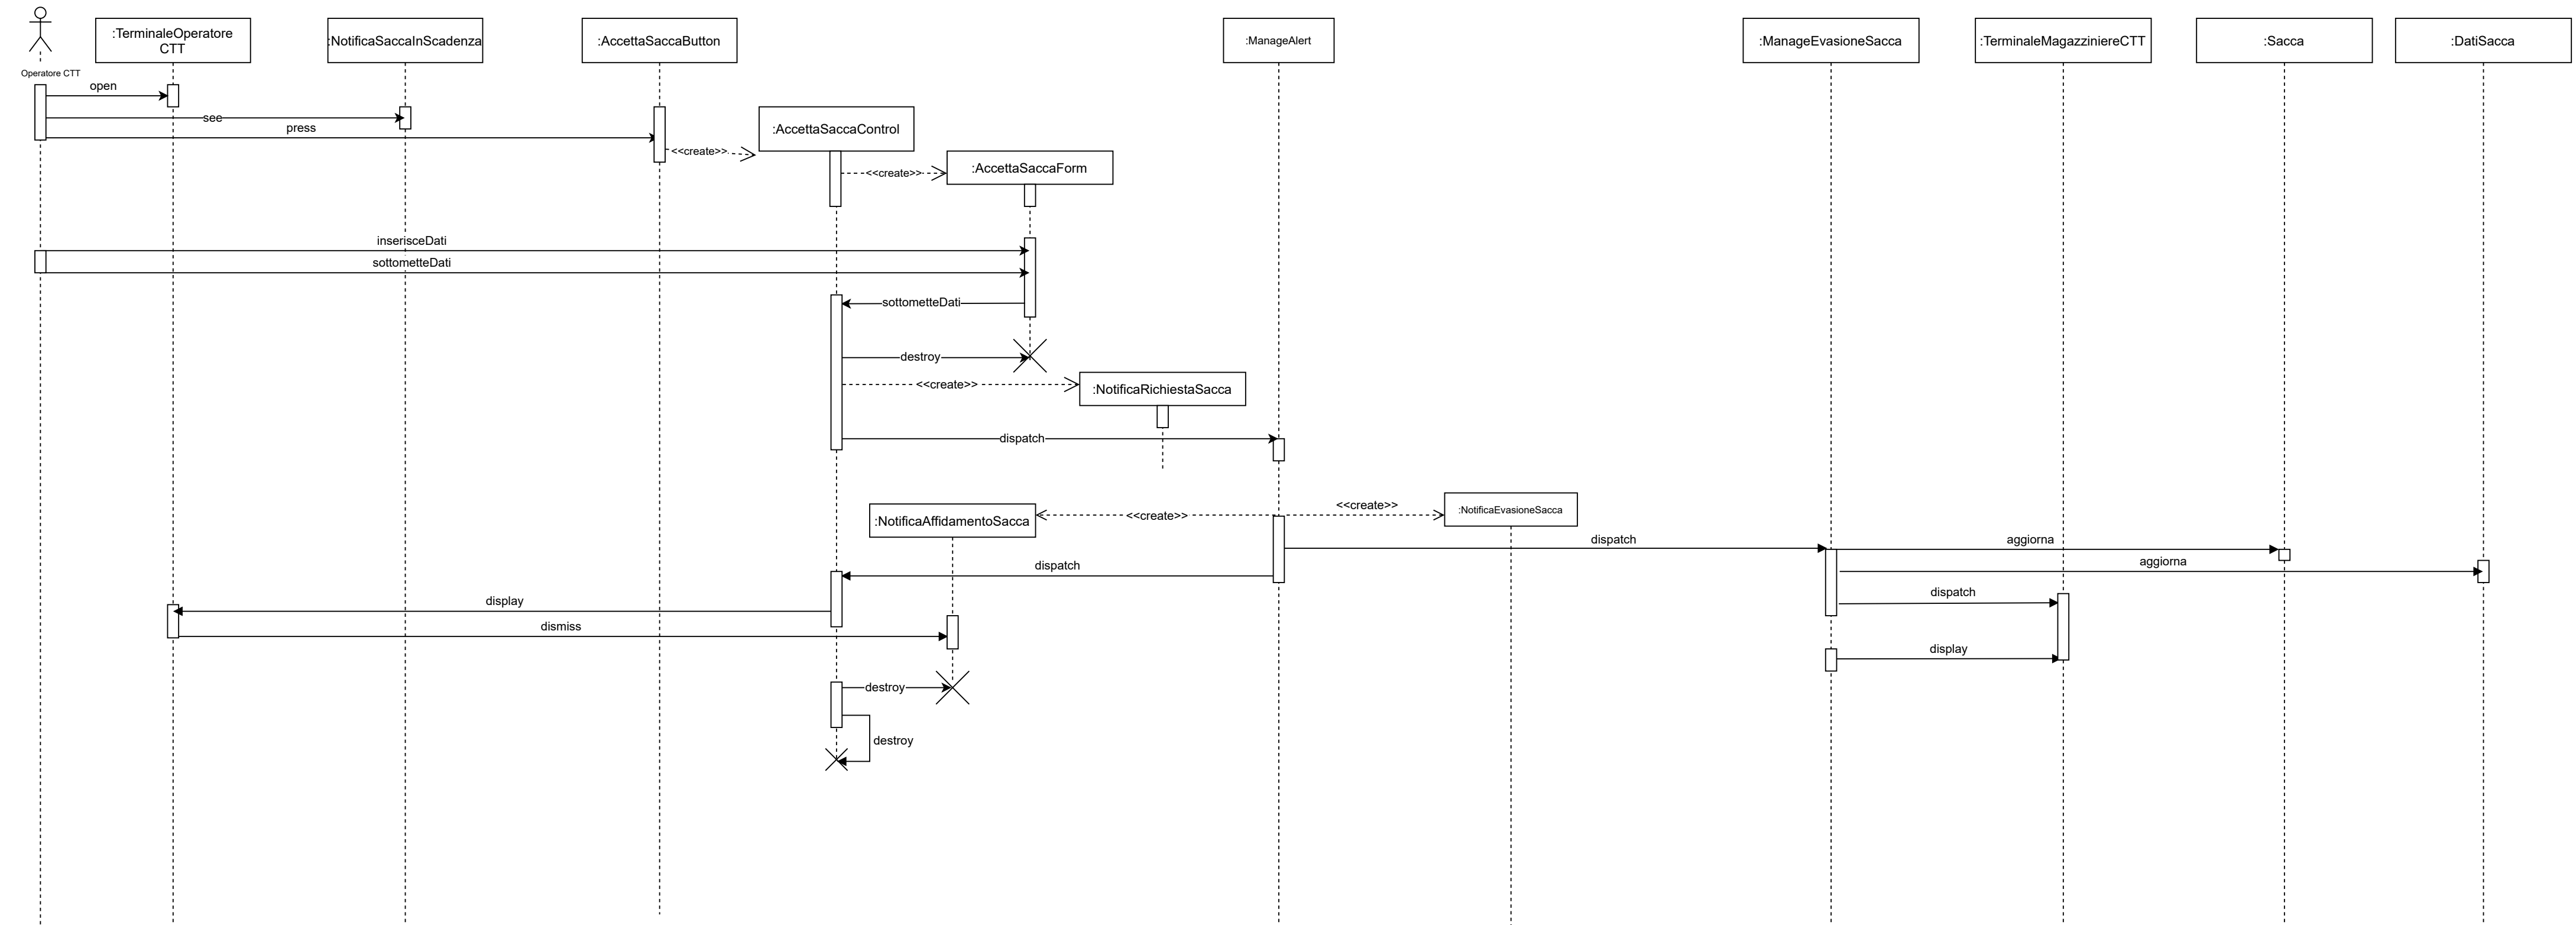 :TerminaleOperatore
CTT
:NotificaSaccaInScadenza
:AccettaSaccaButton
:ManageAlert
:ManageEvasioneSacca
:TerminaleMagazziniereCTT
:Sacca
:DatiSacca
Operatore CTT
open
see
press
:AccettaSaccaControl
<<create>>
:AccettaSaccaForm
<<create>>
inserisceDati
sottometteDati
sottometteDati
destroy
<<create>>
:NotificaRichiestaSacca
dispatch
<<create>>
:NotificaEvasioneSacca
:NotificaAffidamentoSacca
<<create>>
dispatch
aggiorna
dispatch
aggiorna
display
dispatch
dismiss
display
destroy
destroy